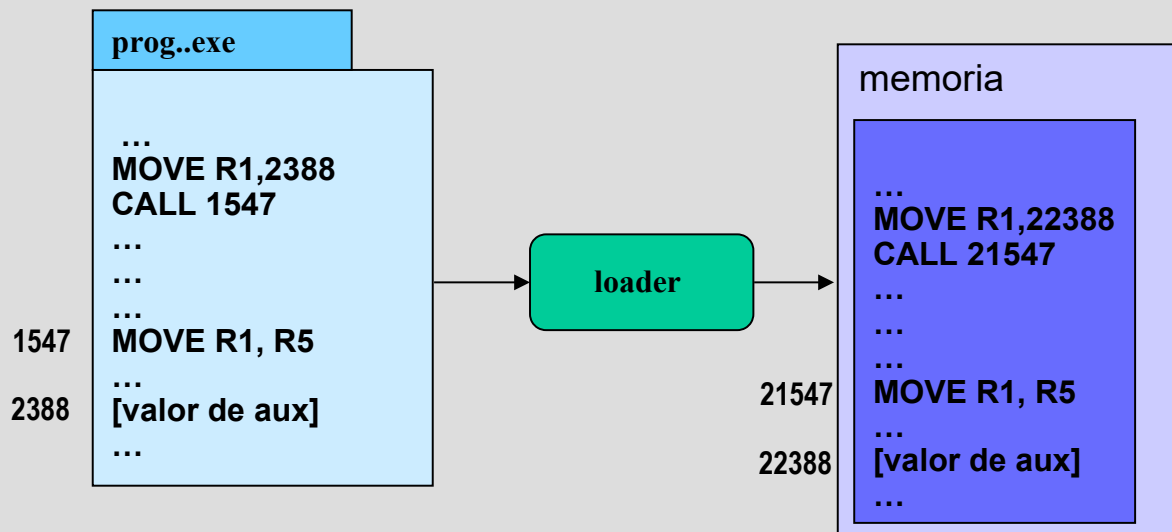 prog..exe
…
MOVE R1,2388
CALL 1547
…
…
…
1547 MOVE R1, R5
…
2388 [valor de aux]
…
loader
memoria
…
MOVE R1,22388
CALL 21547
…
…
…
21547 MOVE R1, R5
…
22388 [valor de aux]
…